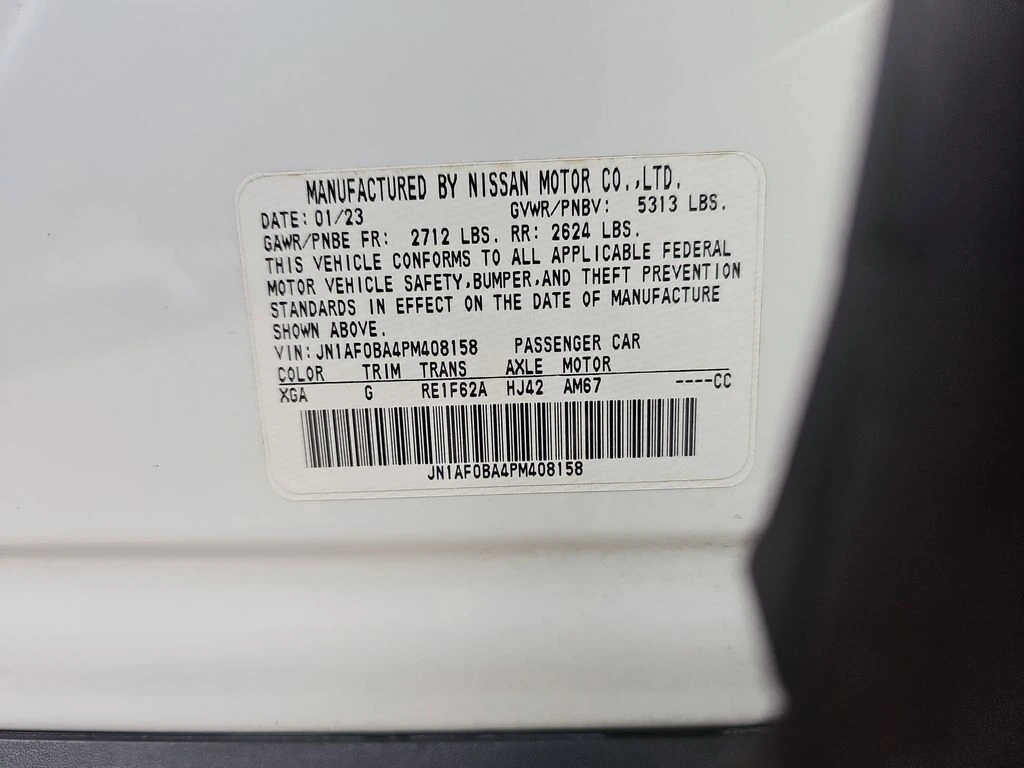 MANUFACTURED BY NISSAN MOTOR CO.,LTD.
DATE: 01/23 GVWR/PNBV: 5313 LBS.
GAWR/PNBE FR: 2712 LBS. RR: 2624 LBS.
THIS VEHICLE CONFORMS TO ALL APPLICABLE FEDERAL
MOTOR VEHICLE SAFETY,BUMPER,AND THEFT PREVENTION
STANDARDS IN EFFECT ON THE DATE OF MANUFACTURE
SHOWN ABOVE.
VIN:JN1AF0BA4PM408158 PASSENGER CAR
COLOR TRIM TRANS AXLE MOTOR
XGA G RE1F62A HJ42 AM67 ----CC
JN1AF0BA4PM408158